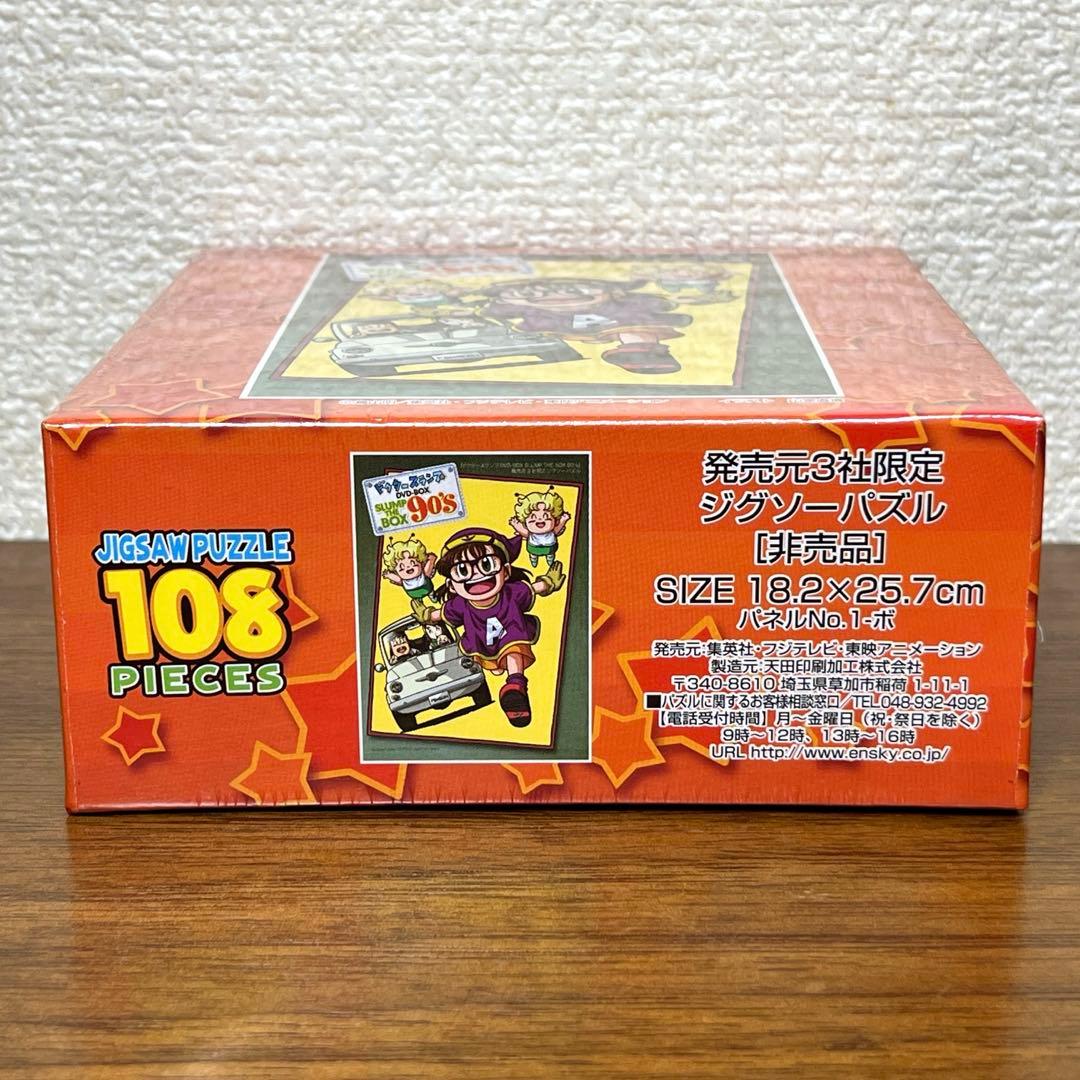 JIGSAW PUZZLE
108
PIECES
ドクタースランプ
DVD-BOX
SLUMP
THE
BOX
90's
A
発売元3社限定
ジグソーパズル
[非売品]
SIZE 18.2×25.7cm
パネルNo.1-ボ
発売元:集英社・フジテレビ・東映アニメーション
製造元:天田印刷加工株式会社
〒340-8610 埼玉県草加市稲荷 1-11-1
■パズルに関するお客様相談窓口/TEL048-932-4992
【電話受付時間】月〜金曜日(祝・祭日を除く)
9時〜12時、13時〜16時
URL http://www.ensky.co.jp/
A